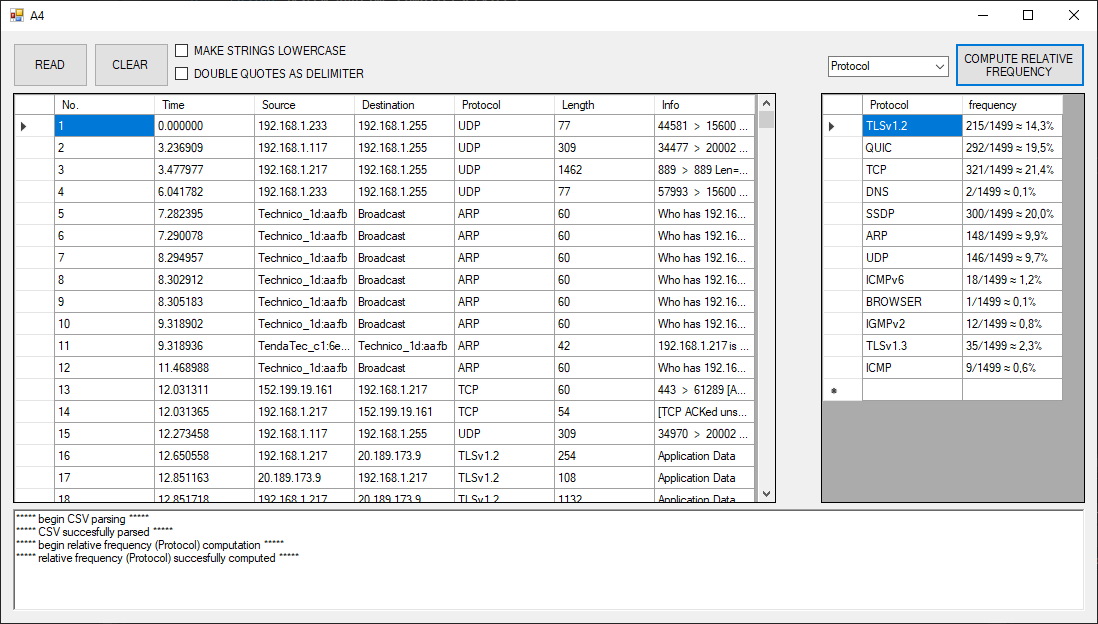 A4
READ
CLEAR
MAKE STRINGS LOWERCASE
DOUBLE QUOTES AS DELIMITER
Protocol
COMPUTE RELATIVE
FREQUENCY
No. Time Source Destination Protocol Length Info
1 0.000000 192.168.1.233 192.168.1.255 UDP 77 44581 > 15600 ...
2 3.236909 192.168.1.117 192.168.1.255 UDP 309 34477 > 20002 ...
3 3.477977 192.168.1.217 192.168.1.255 UDP 1462 889 > 889 Len=...
4 6.041782 192.168.1.233 192.168.1.255 UDP 77 57993 > 15600 ...
5 7.282395 Technico_1d:aa:fb Broadcast ARP 60 Who has 192.16...
6 7.290078 Technico_1d:aa:fb Broadcast ARP 60 Who has 192.16...
7 8.294957 Technico_1d:aa:fb Broadcast ARP 60 Who has 192.16...
8 8.302912 Technico_1d:aa:fb Broadcast ARP 60 Who has 192.16...
9 8.305183 Technico_1d:aa:fb Broadcast ARP 60 Who has 192.16...
10 9.318902 Technico_1d:aa:fb Broadcast ARP 60 Who has 192.16...
11 9.318936 TendaTec_c1:6e... Technico_1d:aa:fb ARP 42 192.168.1.217 is ...
12 11.468988 Technico_1d:aa:fb Broadcast ARP 60 Who has 192.16...
13 12.031311 152.199.19.161 192.168.1.217 TCP 60 443 > 61289 [A...
14 12.031365 192.168.1.217 152.199.19.161 TCP 54 [TCP ACKed uns...
15 12.273458 192.168.1.117 192.168.1.255 UDP 309 34970 > 20002 ...
16 12.650558 192.168.1.217 20.189.173.9 TLSv1.2 254 Application Data
17 12.851163 20.189.173.9 192.168.1.217 TLSv1.2 108 Application Data
18 12.851718 192.168.1.217 20.189.173.9 TLSv1.2 1132 Application Data
Protocol frequency
TLSv1.2 215/1499 ≈ 14,3%
QUIC 292/1499 ≈ 19,5%
TCP 321/1499 ≈ 21,4%
DNS 2/1499 ≈ 0,1%
SSDP 300/1499 ≈ 20,0%
ARP 148/1499 ≈ 9,9%
UDP 146/1499 ≈ 9,7%
ICMPv6 18/1499 ≈ 1,2%
BROWSER 1/1499 ≈ 0,1%
IGMPv2 12/1499 ≈ 0,8%
TLSv1.3 35/1499 ≈ 2,3%
ICMP 9/1499 ≈ 0,6%
***** begin CSV parsing *****
***** CSV succesfully parsed *****
***** begin relative frequency (Protocol) computation *****
***** relative frequency (Protocol) succesfully computed *****